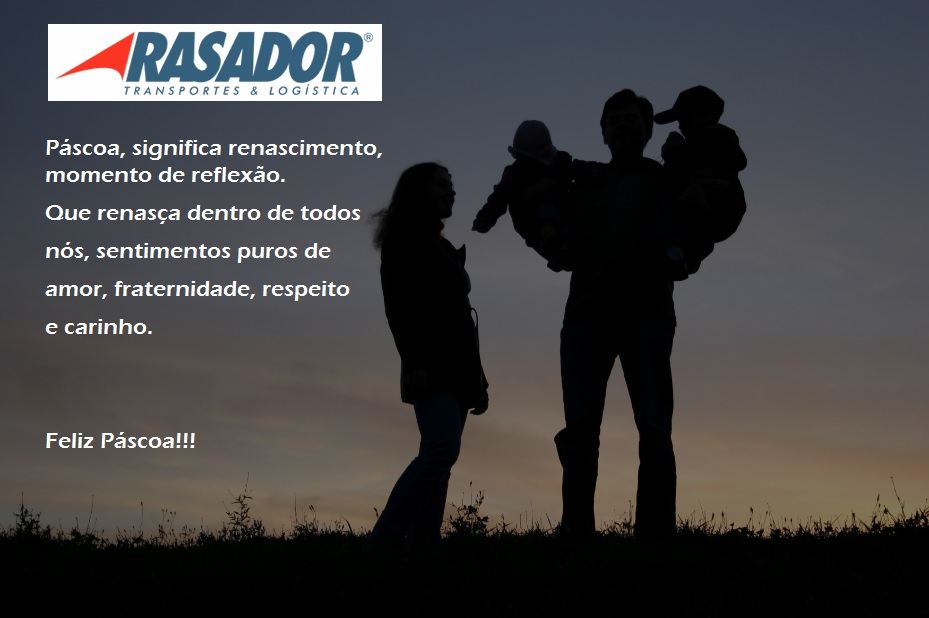 RASADOR®
TRANSPORTES & LOGÍSTICA
Páscoa, significa renascimento,
momento de reflexão.
Que renasça dentro de todos
nós, sentimentos puros de
amor, fraternidade, respeito
e carinho.
Feliz Páscoa!!!